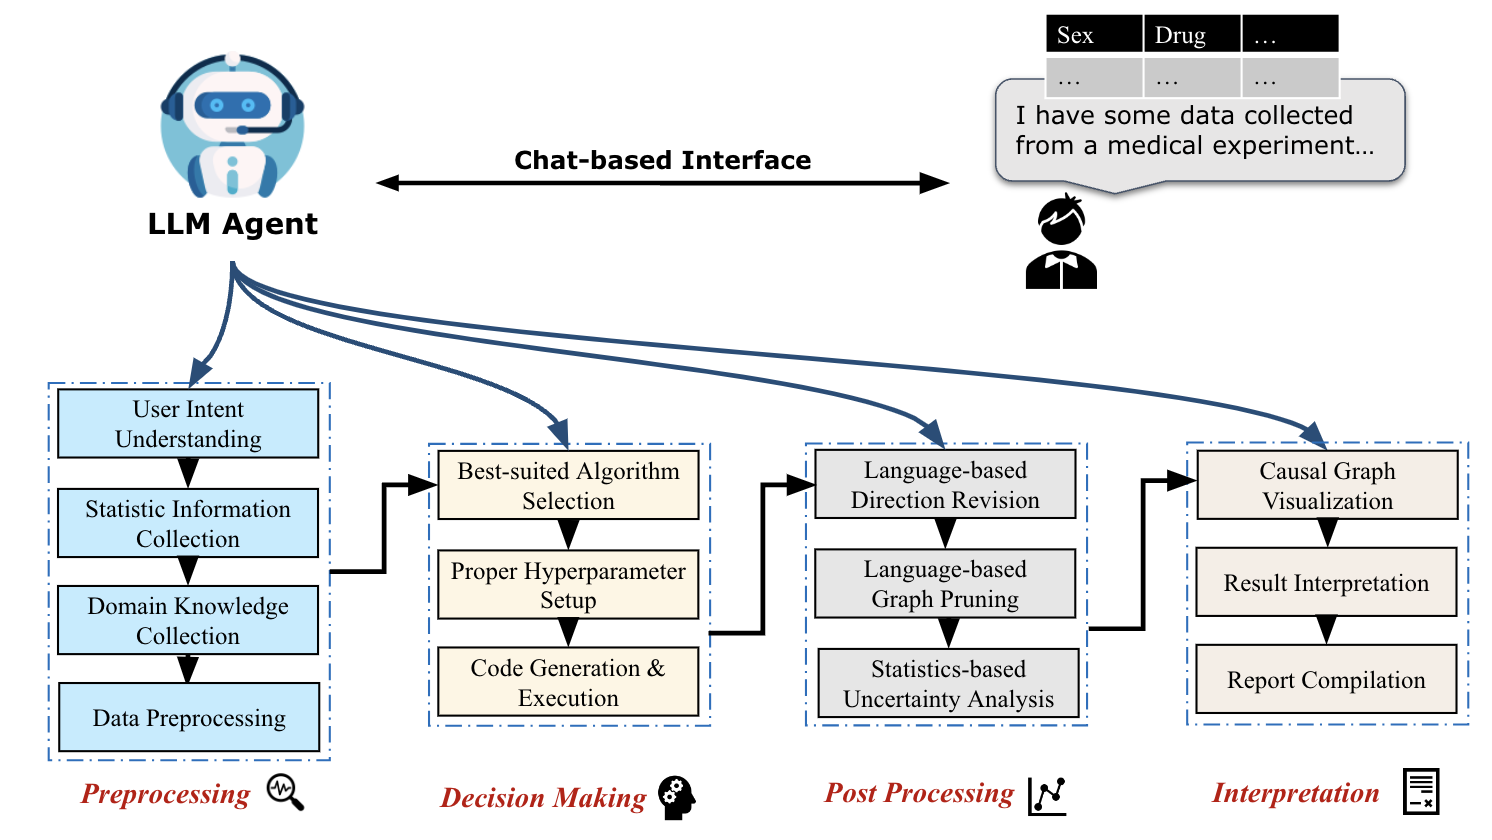 Sex Drug …
… … …
I have some data collected
from a medical experiment…
Chat-based Interface
LLM Agent
User Intent
Understanding
Statistic Information
Collection
Domain Knowledge
Collection
Data Preprocessing
Preprocessing
Best-suited Algorithm
Selection
Proper Hyperparameter
Setup
Code Generation &
Execution
Decision Making
Language-based
Direction Revision
Language-based
Graph Pruning
Statistics-based
Uncertainty Analysis
Post Processing
Causal Graph
Visualization
Result Interpretation
Report Compilation
Interpretation